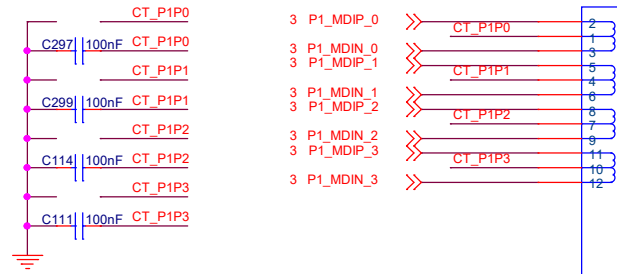 CT_P1P0
C297 100nF CT_P1P0
CT_P1P1
C299 100nF CT_P1P1
CT_P1P2
C114 100nF CT_P1P2
CT_P1P3
C111 100nF CT_P1P3
3 P1_MDIP_0 2
CT_P1P0 1
3 P1_MDIN_0 3
3 P1_MDIP_1 5
CT_P1P1 4
3 P1_MDIN_1 6
3 P1_MDIP_2 8
CT_P1P2 7
3 P1_MDIN_2 9
3 P1_MDIP_3 11
CT_P1P3 10
3 P1_MDIN_3 12